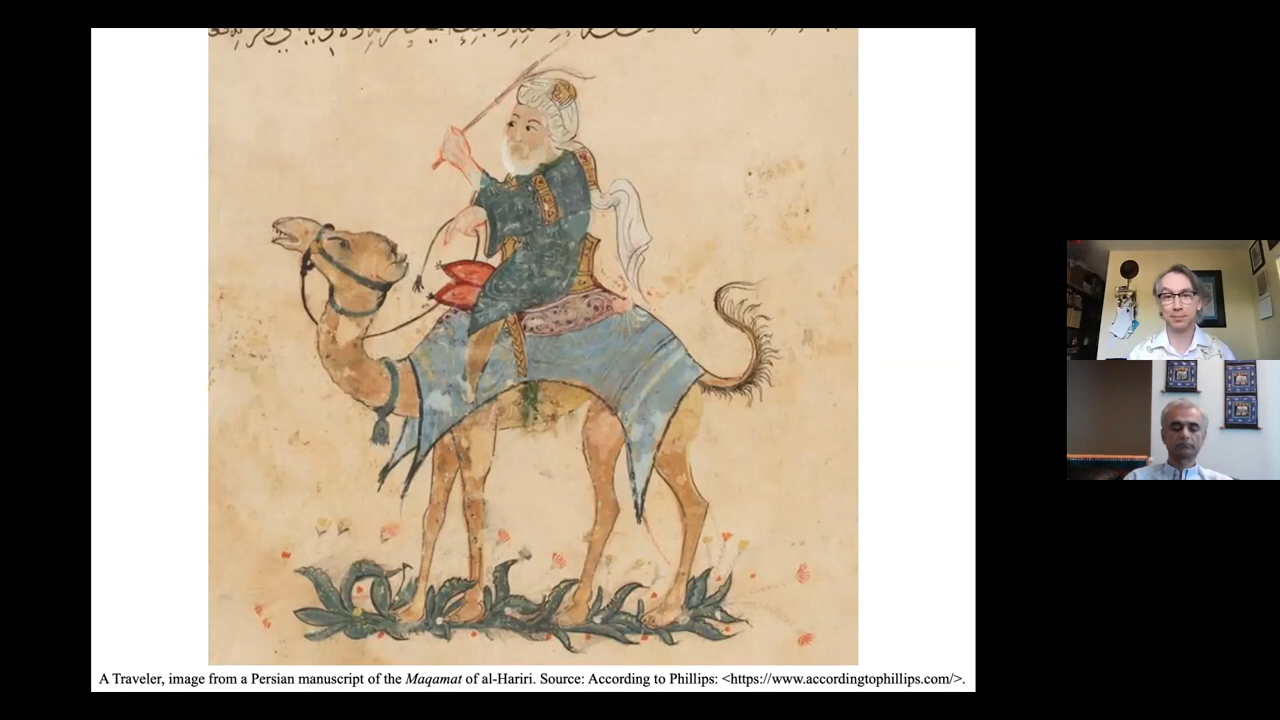 A Traveler, image from a Persian manuscript of the Maqamat of al-Hariri. Source: According to Phillips: <https://www.accordingtophillips.com/>.